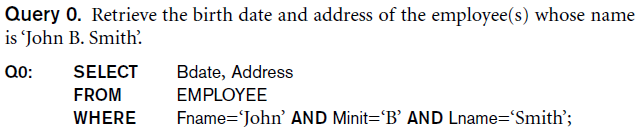 Query 0. Retrieve the birth date and address of the employee(s) whose name
is ‘John B. Smith’.
Q0: SELECT Bdate, Address
FROM EMPLOYEE
WHERE Fname=‘John’ AND Minit=‘B’ AND Lname=‘Smith’;